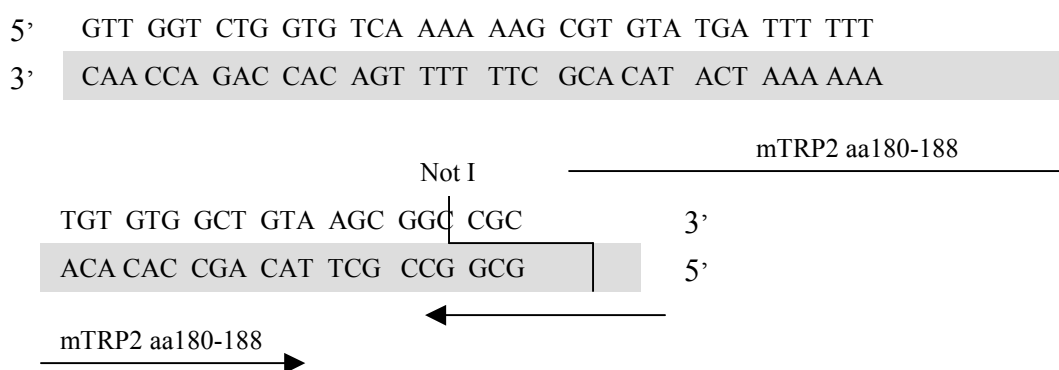 5’ GTT GGT CTG GTG TCA AAA AAG CGT GTA TGA TTT TTT
3’ CAA CCA GAC CAC AGT TTT TTC GCA CAT ACT AAA AAA
mTRP2 aa180-188
Not I
TGT GTG GCT GTA AGC GGC CGC 3’
ACA CAC CGA CAT TCG CCG GCG 5’
mTRP2 aa180-188